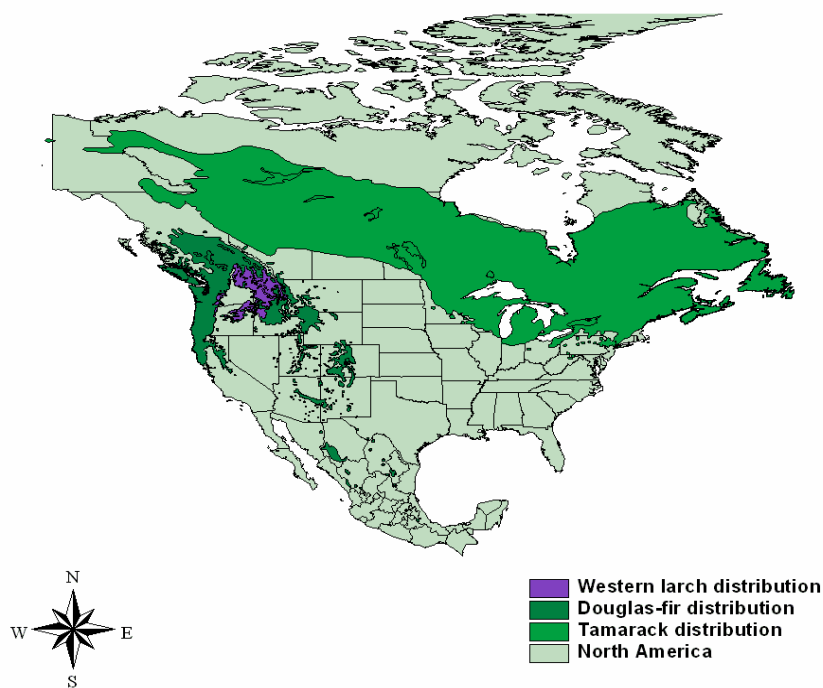 N
W E
S
Western larch distribution
Douglas-fir distribution
Tamarack distribution
North America